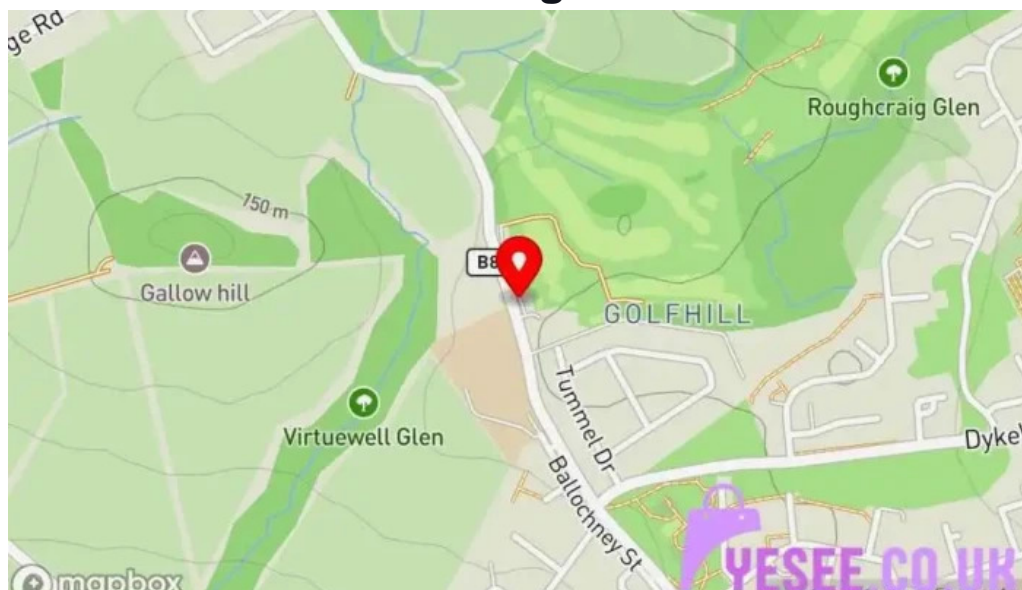 ge Rd
Roughcraig Glen
150 m
B8
Gallow hill
GOLFHILL
Tummel Dr
Virtuewell Glen
Dyke
Ballochney St
mapbox
YESEE.CO.UK